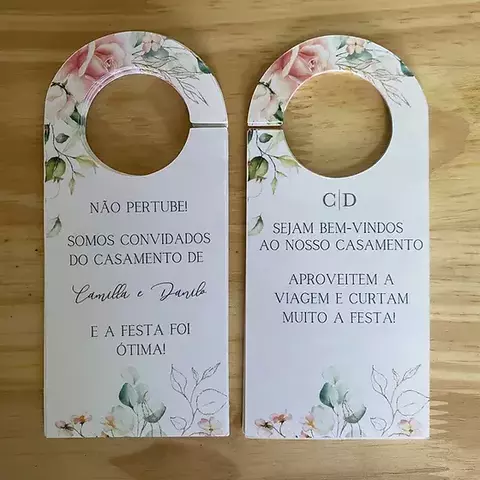 NÃO PERTUBE!
SOMOS CONVIDADOS
DO CASAMENTO DE
Camilla e Danilo
E A FESTA FOI
ÓTIMA!
C|D
SEJAM BEM-VINDOS
AO NOSSO CASAMENTO
APROVEITEM A
VIAGEM E CURTAM
MUITO A FESTA!